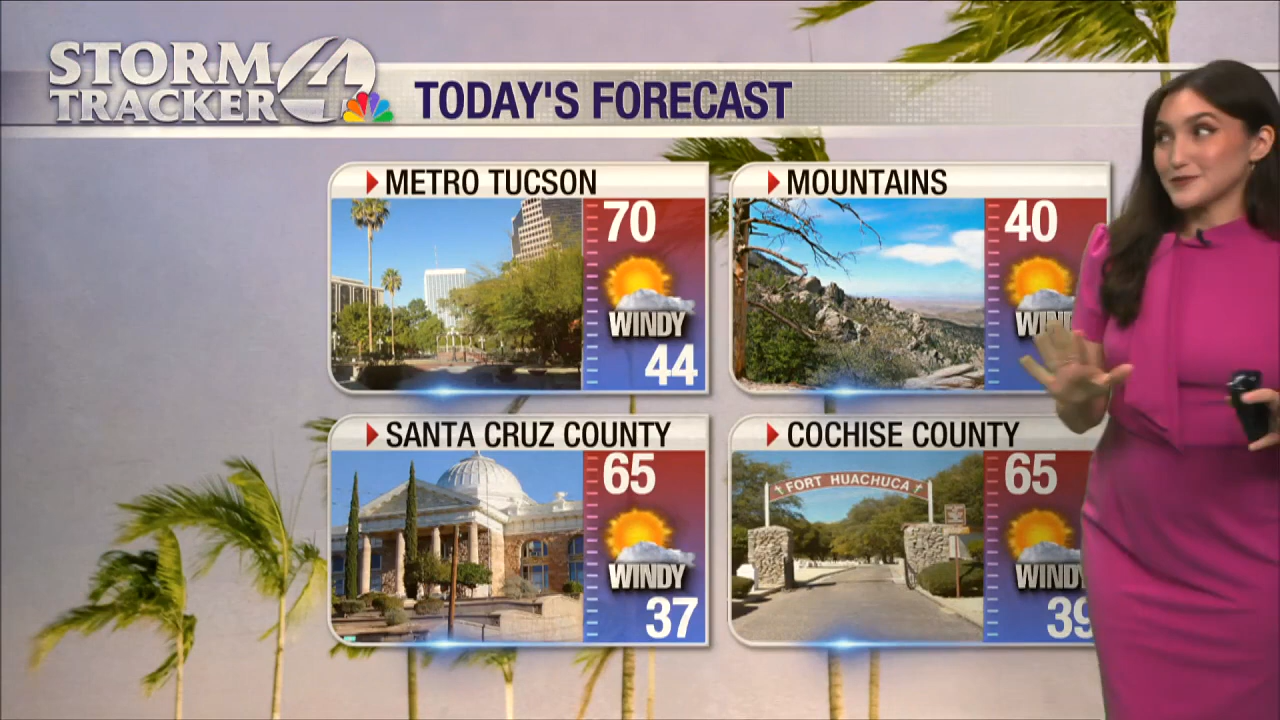 STORM
TRACKER 4
TODAY'S FORECAST
METRO TUCSON
70
WINDY
44
MOUNTAINS
40
SANTA CRUZ COUNTY
65
WINDY
37
COCHISE COUNTY
FORT HUACHUCA
65
WINDY
39